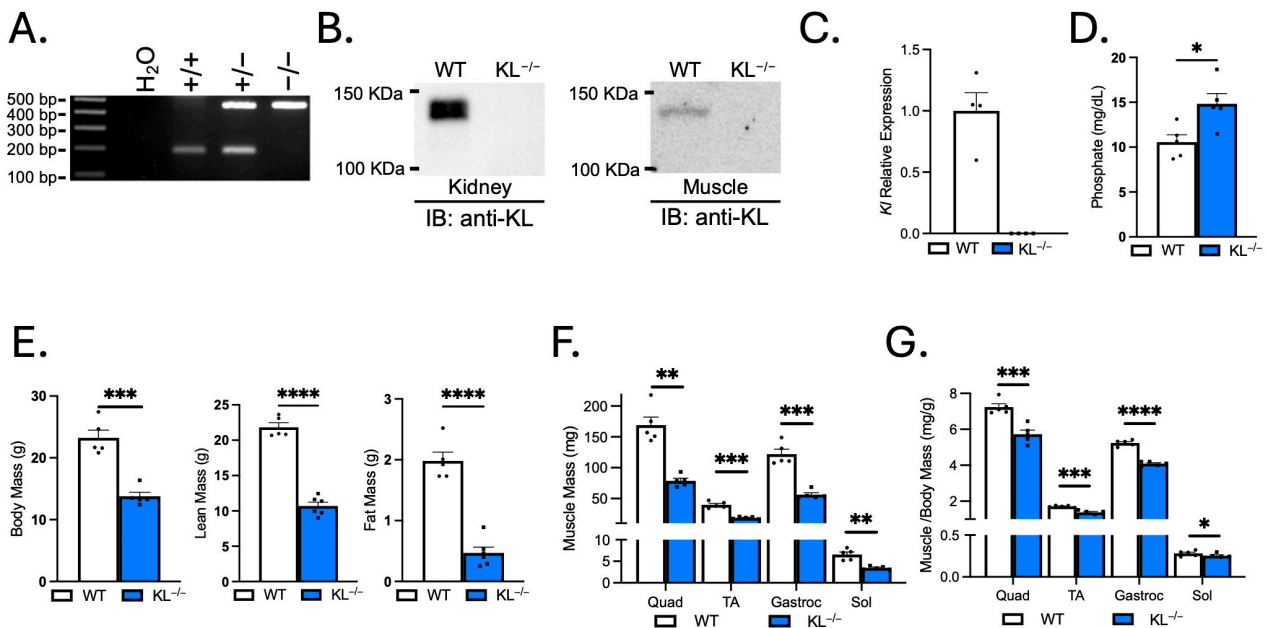 A.
H₂O
+/+
+/−
−/−
500 bp
400 bp
300 bp
200 bp
100 bp
B.
WT KL⁻/⁻
150 KDa
100 KDa
Kidney
IB: anti-KL
WT KL⁻/⁻
150 KDa
100 KDa
Muscle
IB: anti-KL
C.
Kl Relative Expression
1.5
1.0
0.5
0.0
WT KL⁻/⁻
D.
Phosphate (mg/dL)
20
15
10
5
0
*
WT KL⁻/⁻
E.
Body Mass (g)
30
20
10
0
***
WT KL⁻/⁻
Lean Mass (g)
25
20
15
10
5
0
****
WT KL⁻/⁻
Fat Mass (g)
3
2
1
0
****
WT KL⁻/⁻
F.
Muscle Mass (mg)
200
150
100
50
10
5
0
**
***
***
**
Quad TA Gastroc Sol
WT KL⁻/⁻
G.
Muscle /Body Mass (mg/g)
8
6
4
2
0.5
0.0
***
***
****
*
Quad TA Gastroc Sol
WT KL⁻/⁻